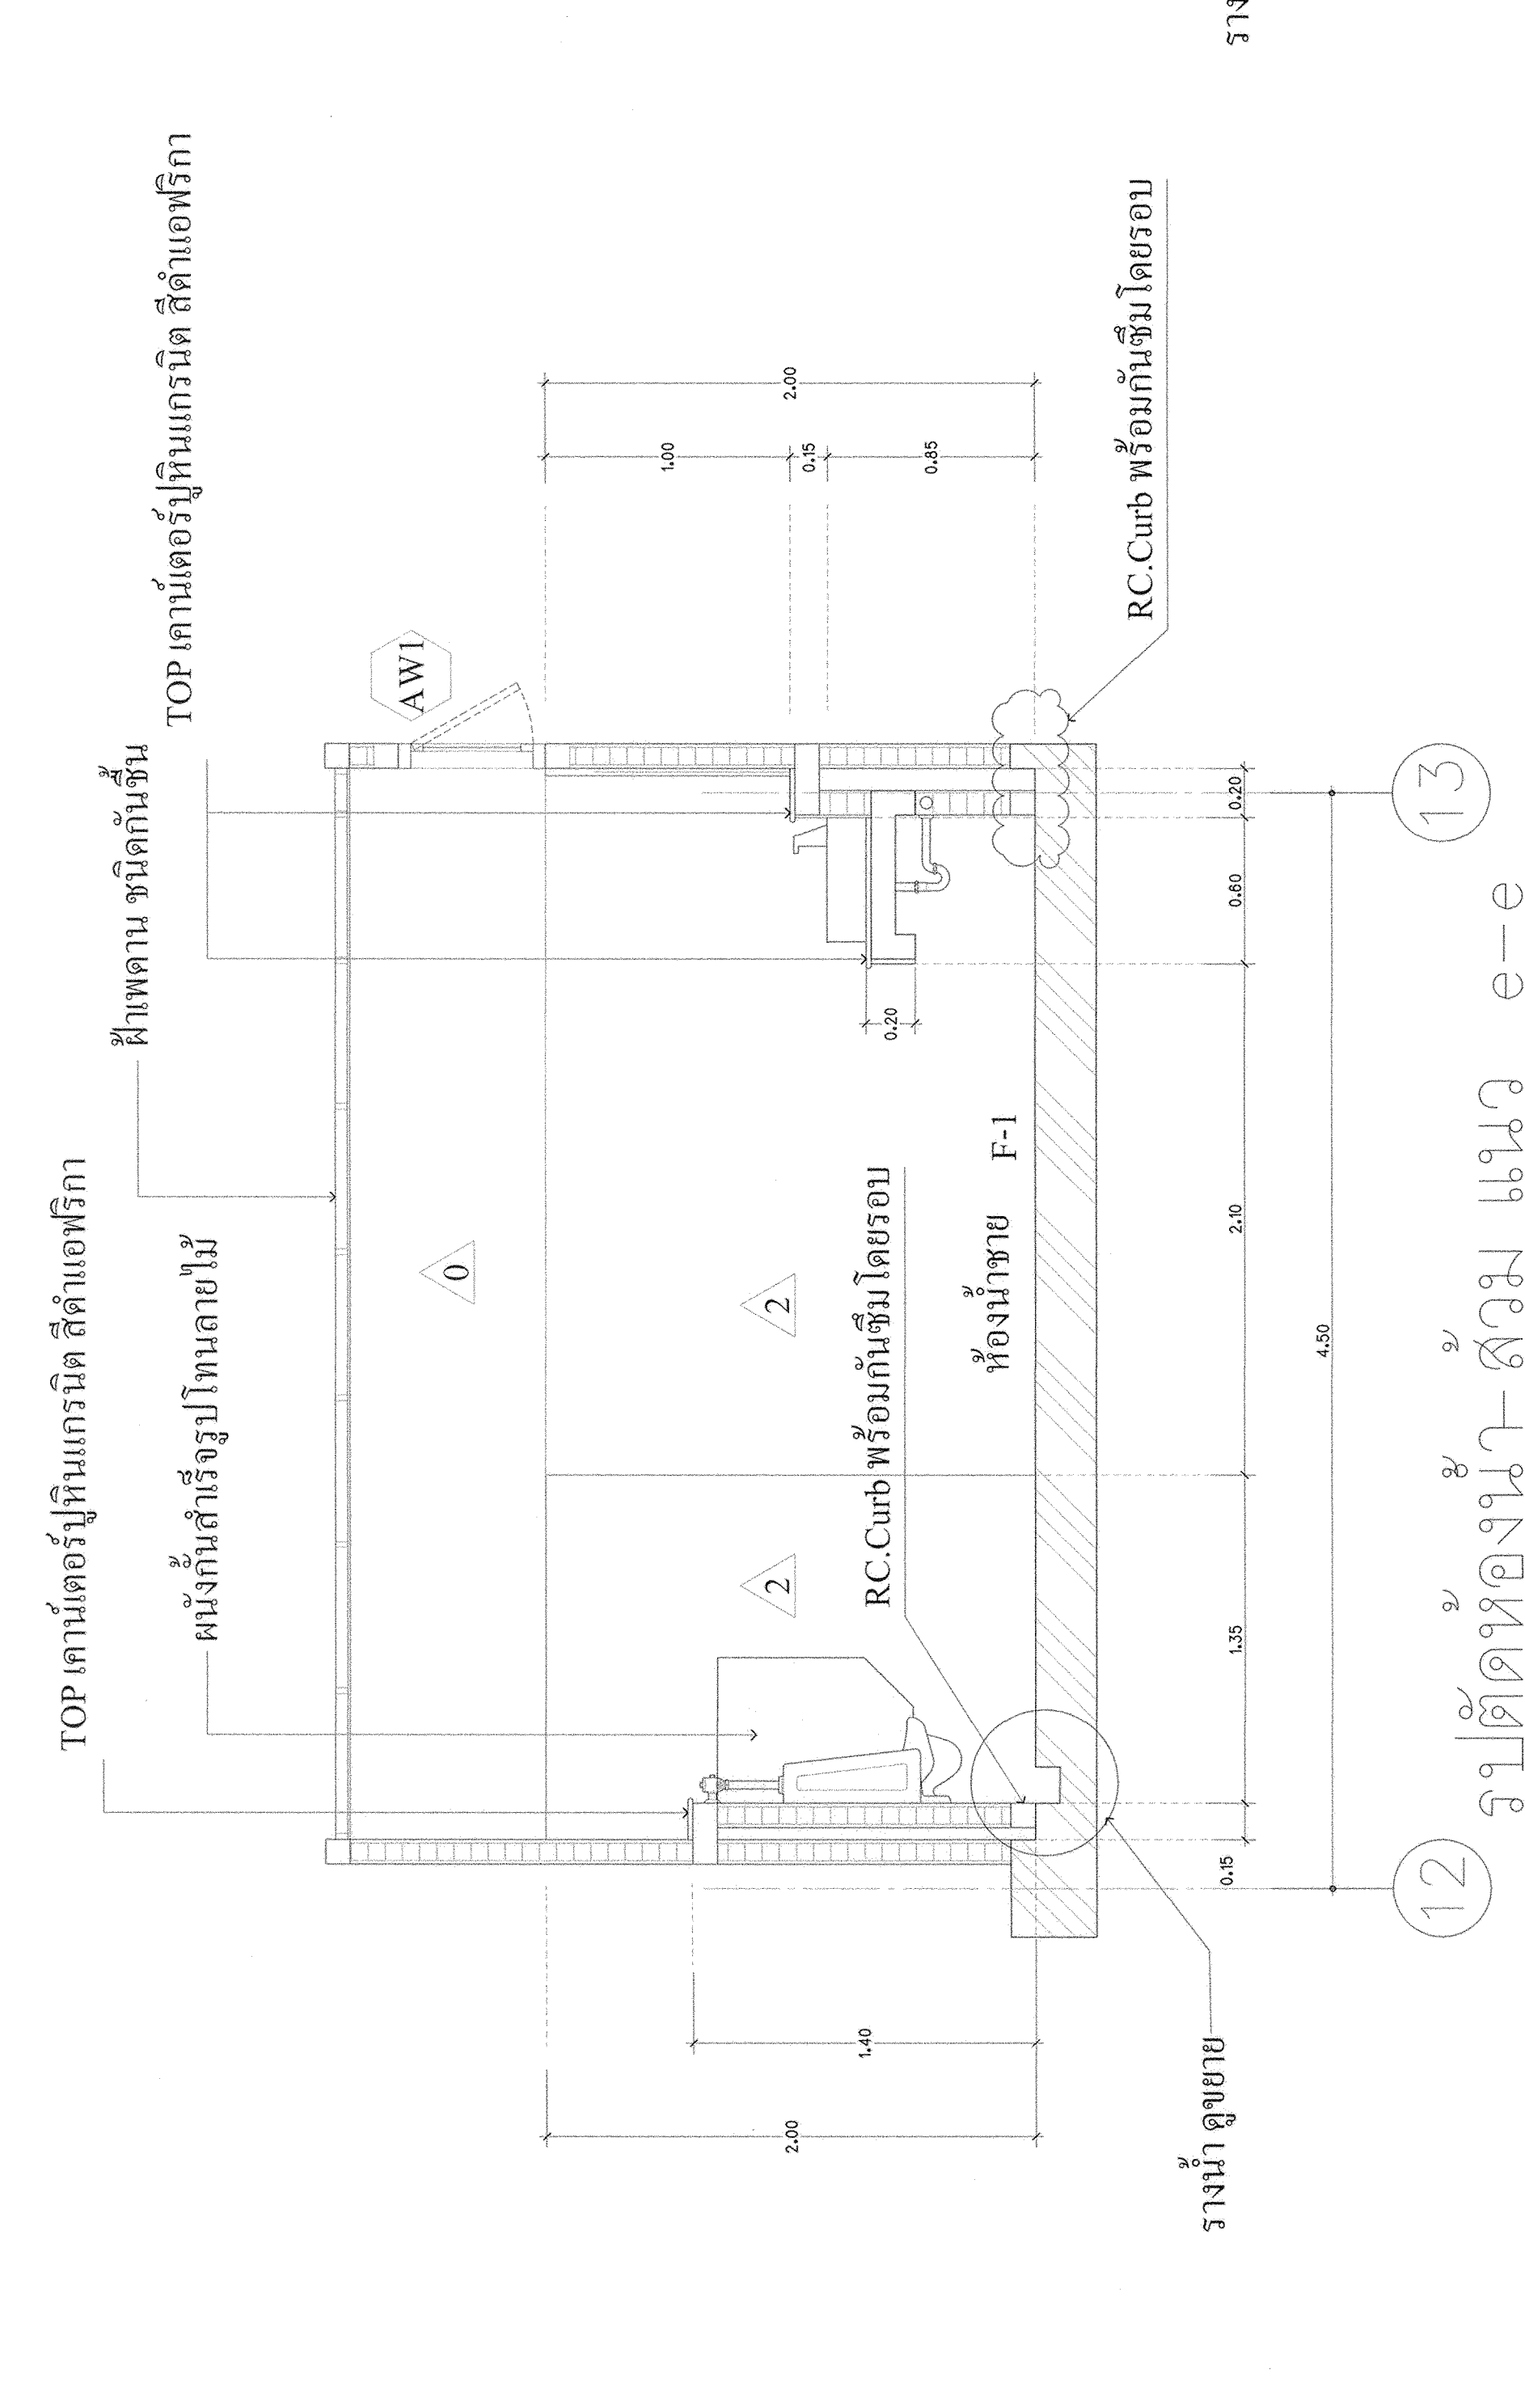 TOP เคาน์เตอร์ปูหินแกรนิต สีดำแอฟริกา
ฝ้าเพดาน ชนิดกันชื้น
TOP เคาน์เตอร์ปูหินแกรนิต สีดำแอฟริกา
ผนังกั้นสำเร็จรูปโทนลายไม้
AW1
0
2
2
2.00
1.40
1.00
0.15
0.85
2.00
0.20
RC.Curb พร้อมกันซึมโดยรอบ
ห้องน้ำชาย F-1
RC.Curb พร้อมกันซึมโดยรอบ
รางน้ำ ดูขยาย
0.15
1.35
2.10
0.60
0.20
4.50
12
13
รูปตัดห้องน้ำ-ส้วม แนว e-e
ราง